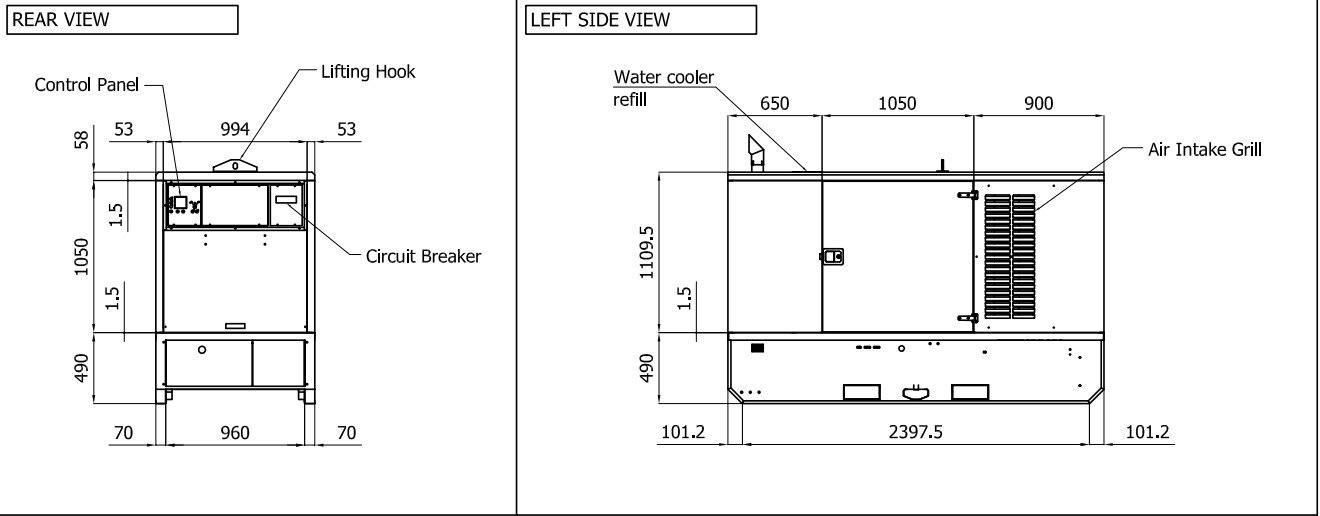 REAR VIEW
Control Panel
Lifting Hook
53
994
53
58
1.5
1050
Circuit Breaker
1.5
490
70
960
70
LEFT SIDE VIEW
Water cooler
refill
650
1050
900
Air Intake Grill
1109.5
1.5
490
101.2
2397.5
101.2